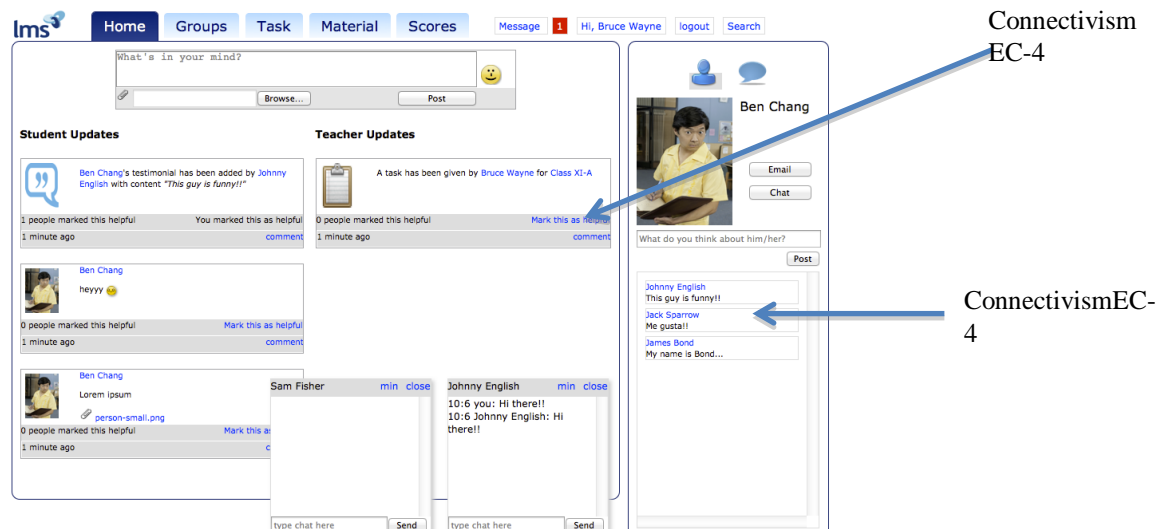 lms
Home Groups Task Material Scores
Message 1 Hi, Bruce Wayne logout Search
Connectivism
EC-4
What's in your mind?
Browse...
Post
Student Updates
Ben Chang's testimonial has been added by Johnny
English with content "This guy is funny!!"
1 people marked this helpful You marked this as helpful
1 minute ago comment
Ben Chang
heyyy
0 people marked this helpful Mark this as helpful
1 minute ago comment
Ben Chang
Lorem ipsum
person-small.png
0 people marked this helpful Mark this as
1 minute ago c
Teacher Updates
A task has been given by Bruce Wayne for Class XI-A
0 people marked this helpful Mark this as helpful
1 minute ago comment
Sam Fisher min close
type chat here Send
Johnny English min close
10:6 you: Hi there!!
10:6 Johnny English: Hi
there!!
type chat here Send
Ben Chang
Email
Chat
What do you think about him/her?
Post
Johnny English
This guy is funny!!
Jack Sparrow
Me gusta!!
James Bond
My name is Bond...
ConnectivismEC-
4